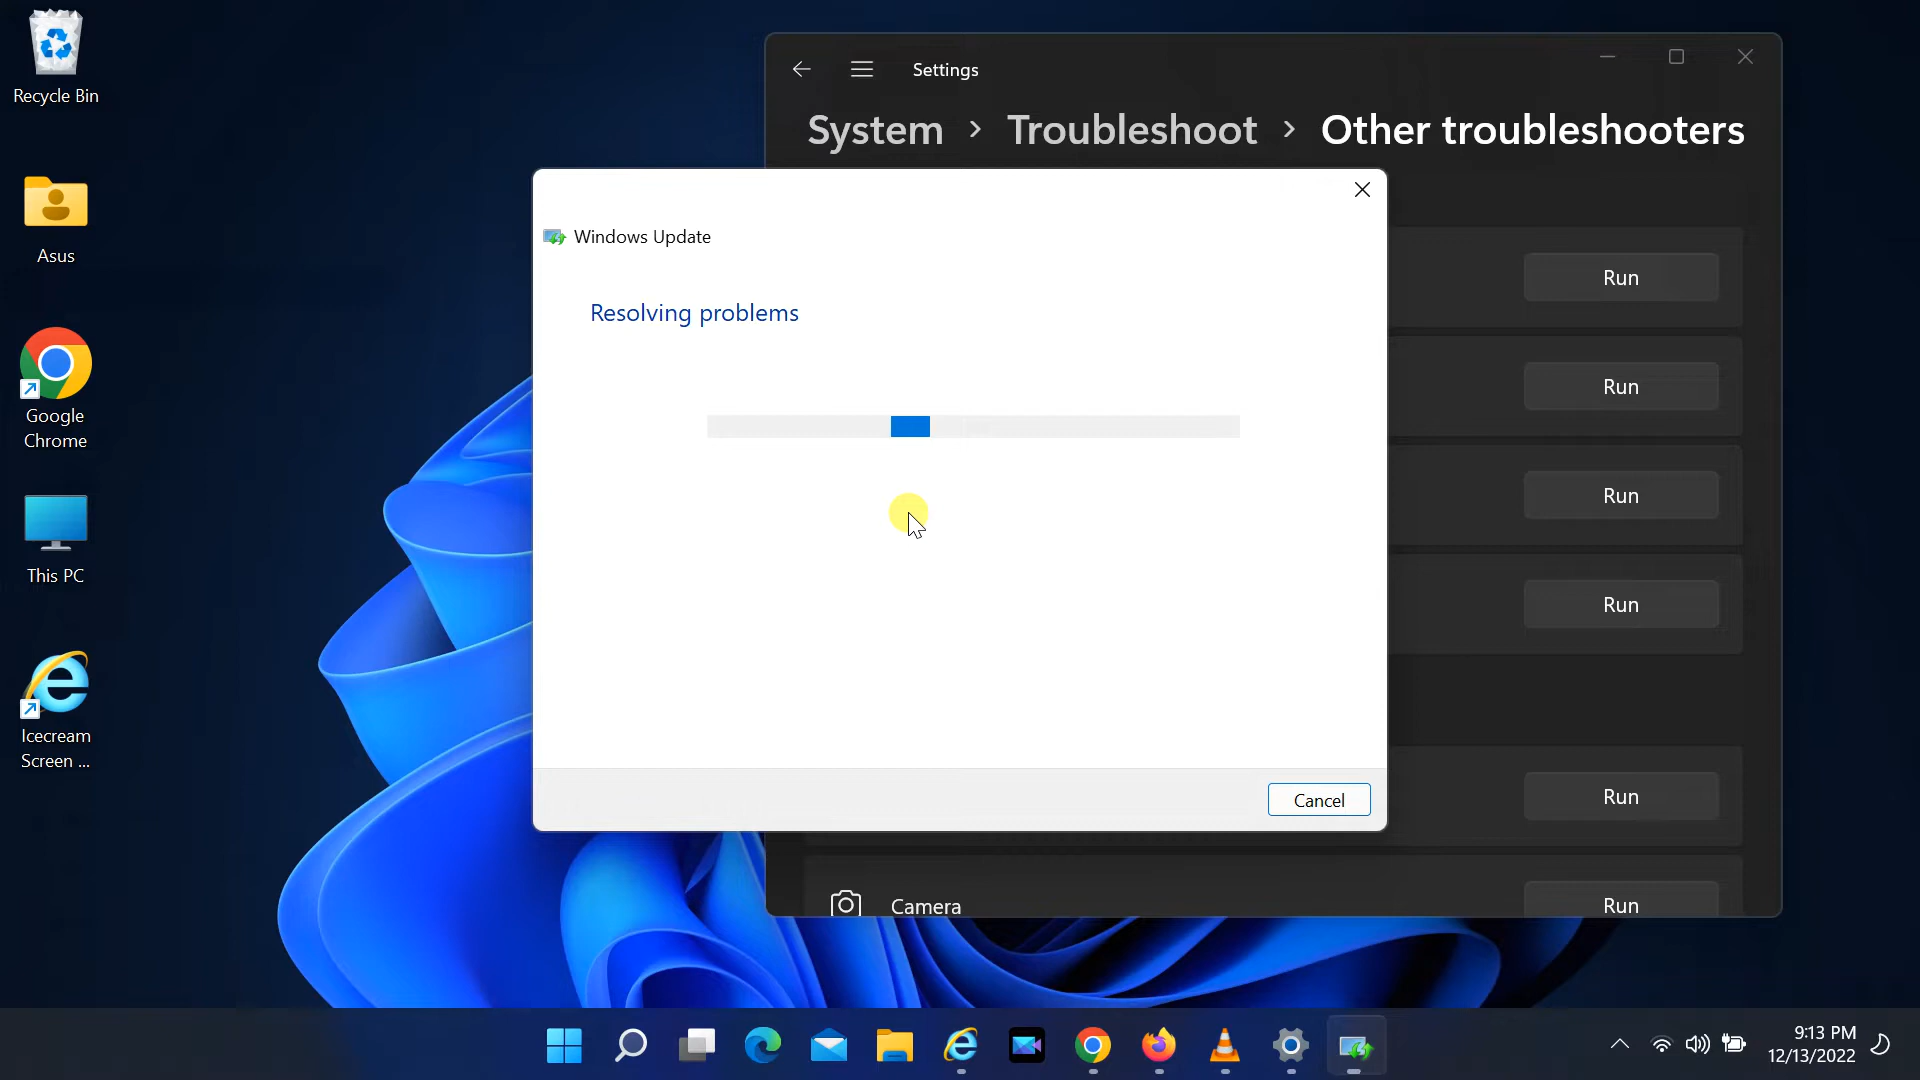 Recycle Bin
Asus
Google
Chrome
This PC
Icecream
Screen ...
Settings
System > Troubleshoot > Other troubleshooters
Windows Update
Resolving problems
Cancel
Run
Run
Run
Run
Run
Camera
Run
9:13 PM
12/13/2022